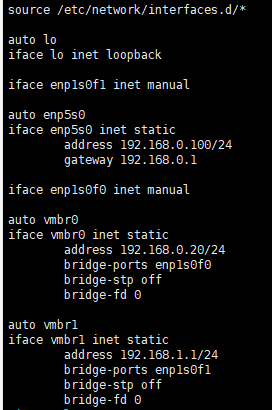 source /etc/network/interfaces.d/*
auto lo
iface lo inet loopback
iface enp1s0f1 inet manual
auto enp5s0
iface enp5s0 inet static
address 192.168.0.100/24
gateway 192.168.0.1
iface enp1s0f0 inet manual
auto vmbr0
iface vmbr0 inet static
address 192.168.0.20/24
bridge-ports enp1s0f0
bridge-stp off
bridge-fd 0
auto vmbr1
iface vmbr1 inet static
address 192.168.1.1/24
bridge-ports enp1s0f1
bridge-stp off
bridge-fd 0